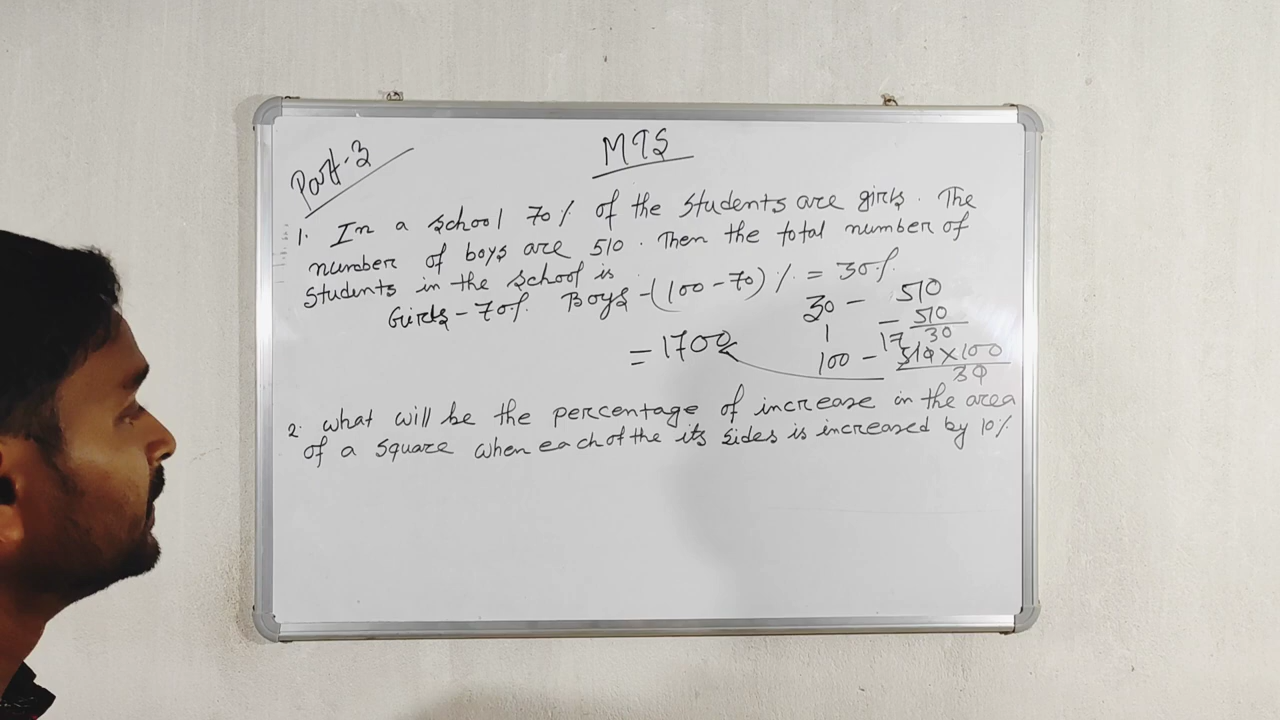 Part-3
MTS
1. In a school 70% of the students are girls. The
number of boys are 510. Then the total number of
students in the school is
Girls - 70%. Boys - (100 - 70) % = 30%.
30 - 510
1 - 510/30
100 - 510 × 100 / 30
17
= 1700
2. what will be the percentage of increase in the area
of a square when each of the its sides is increased by 10%